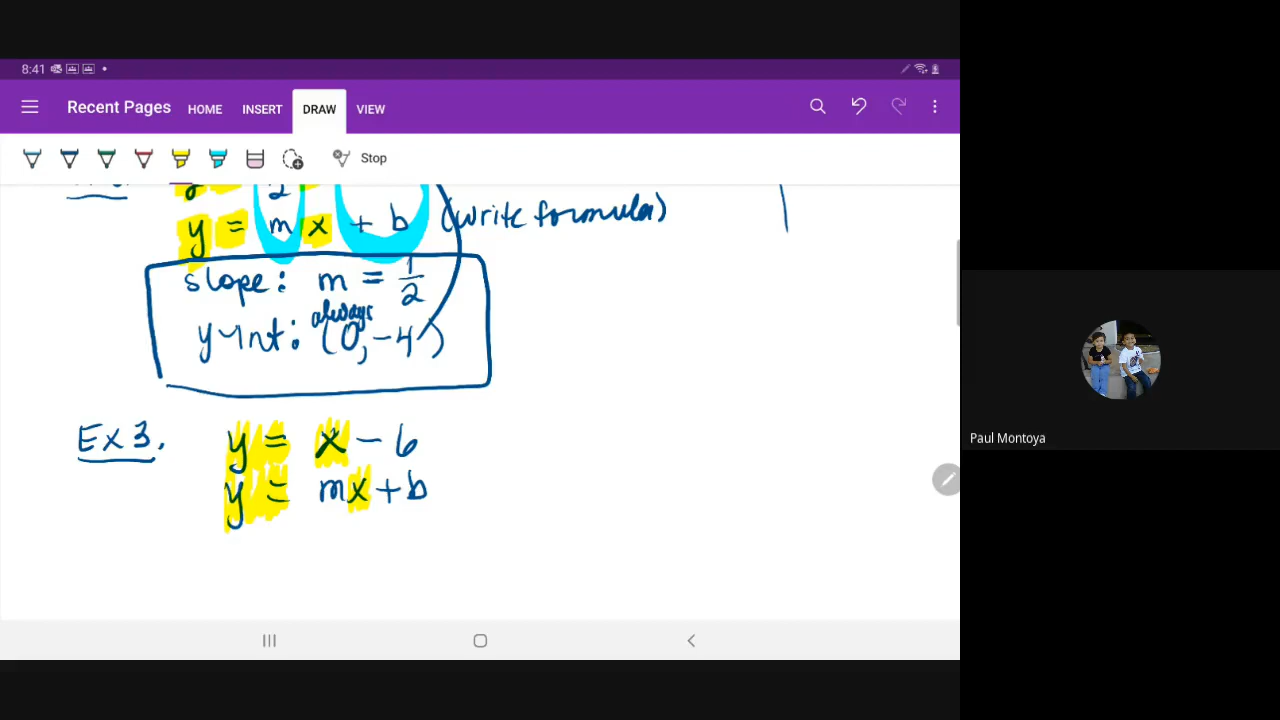 8:41
Recent Pages HOME INSERT DRAW VIEW
Stop
2
y = m x + b (write formula)
slope: m = 1/2
always
y-int: (0, -4)
Ex 3. y = x - 6
y = mx + b
Paul Montoya